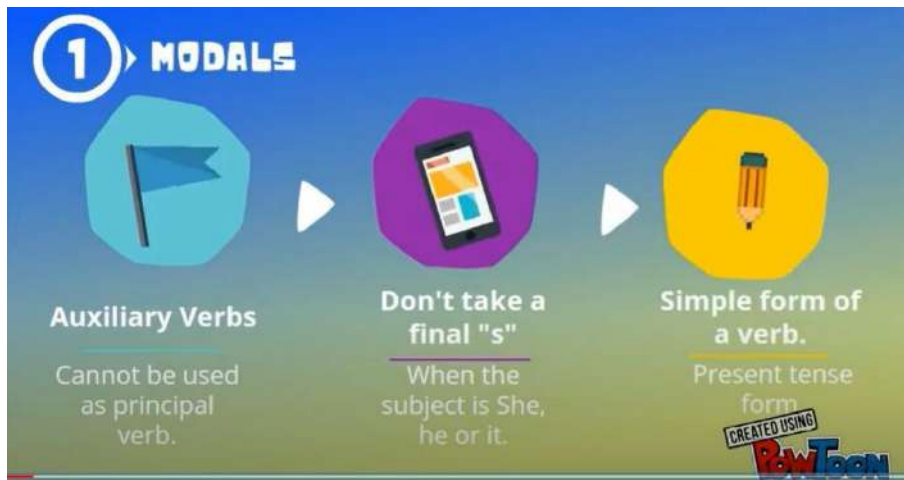 1 MODALS
Auxiliary Verbs
Cannot be used
as principal
verb.
Don't take a
final "s"
When the
subject is She,
he or it.
Simple form of
a verb.
Present tense
form
CREATED USING
POWTOON